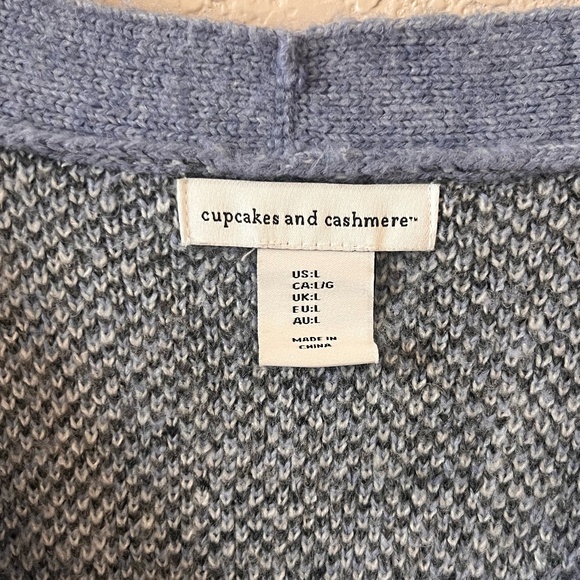 cupcakes and cashmere™
US:L
CA:L/G
UK:L
EU:L
AU:L
MADE IN
CHINA